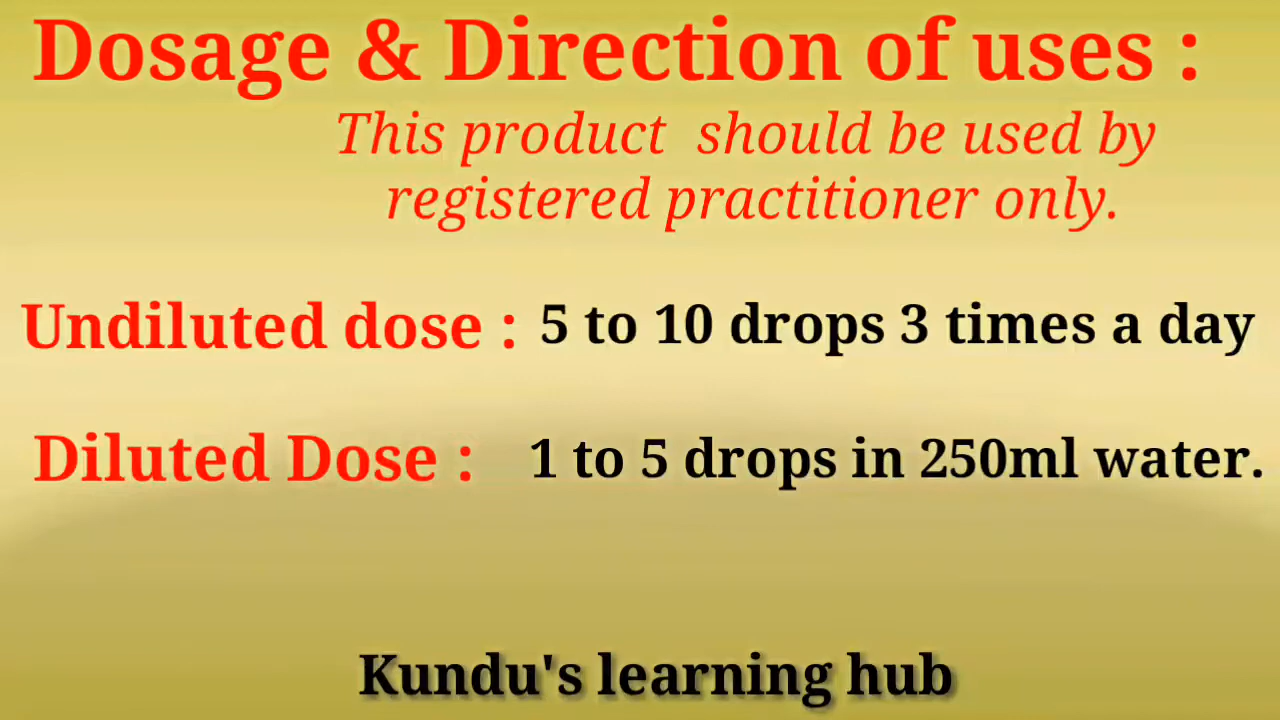 Dosage & Direction of uses :
This product should be used by
registered practitioner only.
Undiluted dose : 5 to 10 drops 3 times a day
Diluted Dose : 1 to 5 drops in 250ml water.
Kundu's learning hub